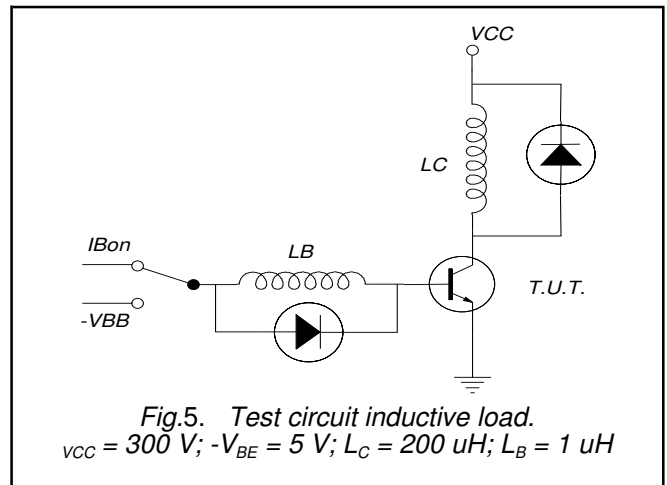 VCC
LC
IBon
LB
-VBB
T.U.T.
Fig.5. Test circuit inductive load.
VCC = 300 V; -VBE = 5 V; LC = 200 uH; LB = 1 uH